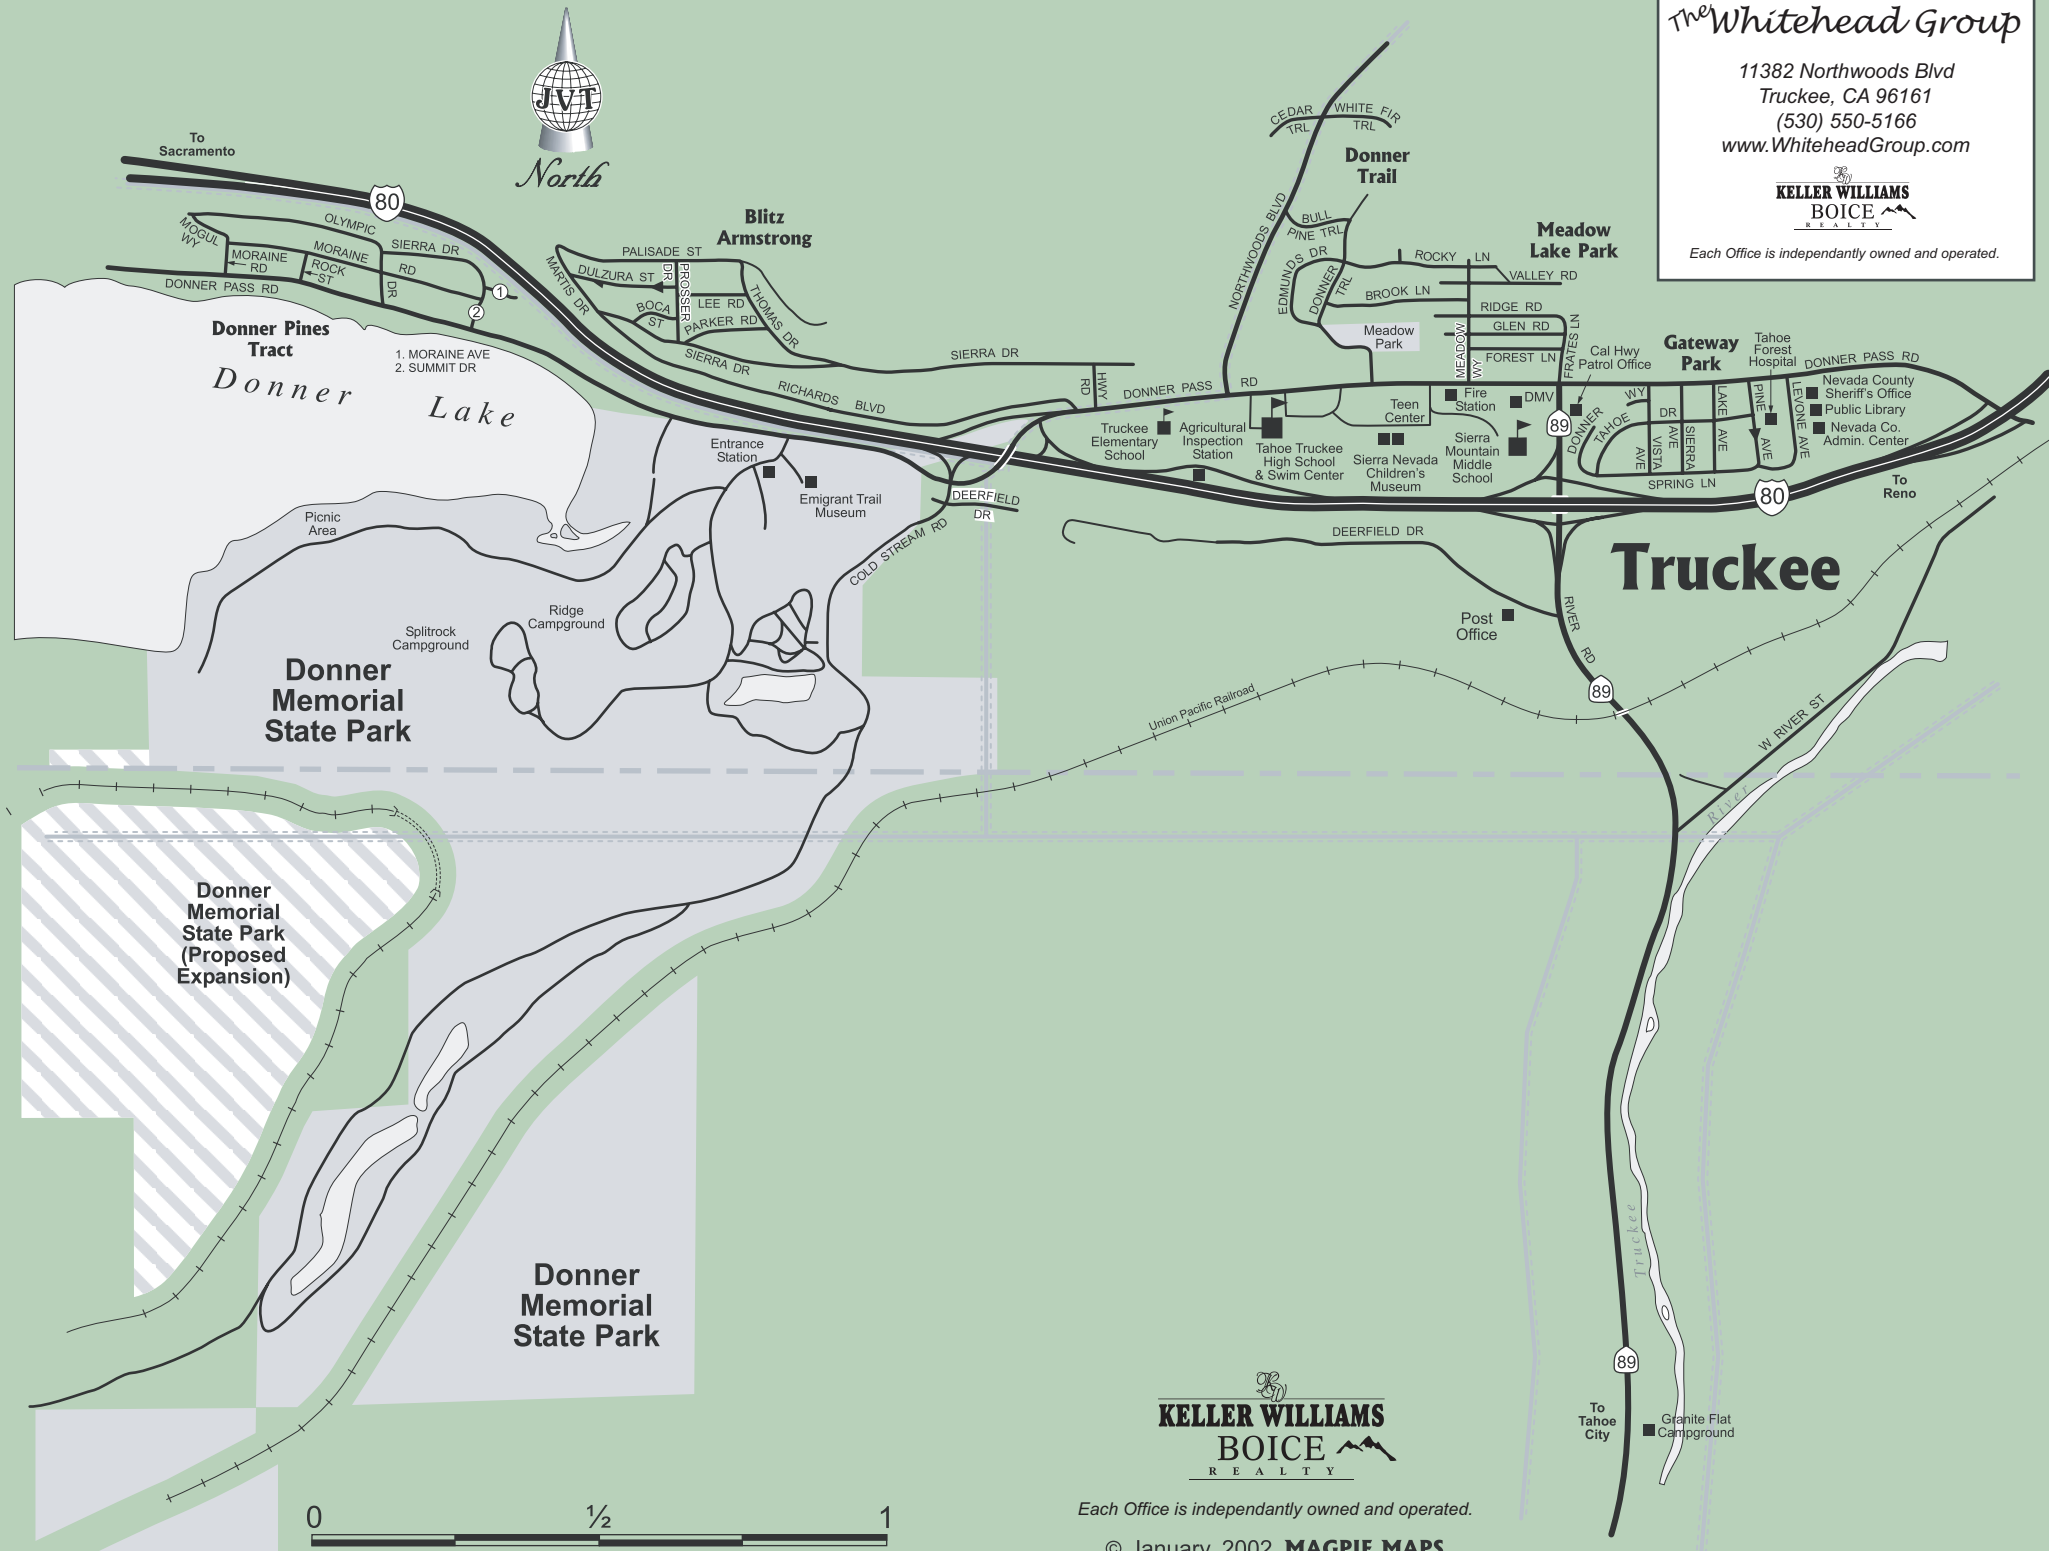 The Whitehead Group
11382 Northwoods Blvd
Truckee, CA 96161
(530) 550-5166
www.WhiteheadGroup.com
KW
KELLER WILLIAMS
BOICE
REALTY
Each Office is independantly owned and operated.
JVT
North
To
Sacramento
80
MOGUL
WY
OLYMPIC
SIERRA DR
MORAINE
RD
MORAINE
RD
ROCK
ST
DR
DONNER PASS RD
1
2
Donner Pines
Tract
1. MORAINE AVE
2. SUMMIT DR
Donner
Lake
Blitz
Armstrong
PALISADE ST
MARTIS DR
DULZURA ST
DR
PROSSER
BOCA
ST
LEE RD
PARKER RD
THOMAS DR
SIERRA DR
RICHARDS BLVD
SIERRA DR
HWY
RD
DONNER PASS RD
CEDAR
TRL
WHITE FIR
TRL
Donner
Trail
NORTHWOODS BLVD
BULL
PINE TRL
EDMUNDS DR
DONNER
TRL
ROCKY LN
BROOK LN
Meadow
Lake Park
VALLEY RD
RIDGE RD
GLEN RD
FOREST LN
MEADOW
WY
FRATES LN
Meadow
Park
Cal Hwy
Patrol Office
Gateway
Park
Tahoe
Forest
Hospital
DONNER PASS RD
Nevada County
Sheriff's Office
Public Library
Nevada Co.
Admin. Center
Fire
Station
DMV
89
DONNER
WY
TAHOE
DR
AVE
VISTA
AVE
SIERRA
LAKE
AVE
PINE
AVE
LEVONE AVE
SPRING LN
80
To
Reno
Truckee
Elementary
School
Agricultural
Inspection
Station
Tahoe Truckee
High School
& Swim Center
Teen
Center
Sierra Nevada
Children's
Museum
Sierra
Mountain
Middle
School
Entrance
Station
Emigrant Trail
Museum
DEERFIELD
DR
COLD STREAM RD
DEERFIELD DR
Truckee
Post
Office
RIVER
RD
89
W RIVER ST
River
Union Pacific Railroad
Picnic
Area
Ridge
Campground
Splitrock
Campground
Donner
Memorial
State Park
Donner
Memorial
State Park
(Proposed
Expansion)
Donner
Memorial
State Park
Truckee
89
To
Tahoe
City
Granite Flat
Campground
KW
KELLER WILLIAMS
BOICE
REALTY
Each Office is independantly owned and operated.
© January, 2002 MAGPIE MAPS
0 ½ 1